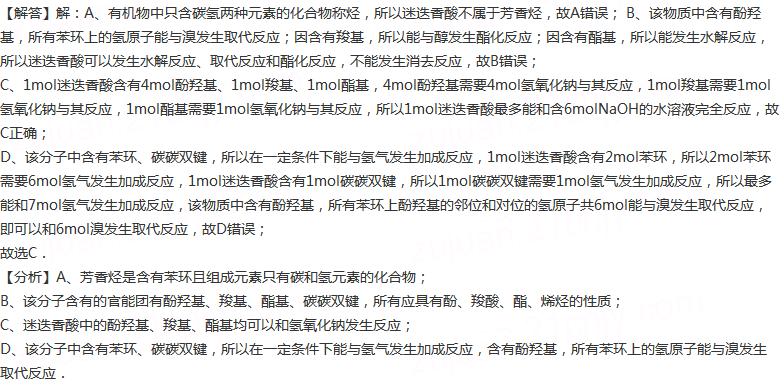 【解答】解：A、有机物中只含碳氢两种元素的化合物称烃，所以迷迭香酸不属于芳香烃，故A错误； B、该物质中含有酚羟
基，所有苯环上的氢原子能与溴发生取代反应；因含有羧基，所以能与醇发生酯化反应；因含有酯基，所以能发生水解反应，
所以迷迭香酸可以发生水解反应、取代反应和酯化反应，不能发生消去反应，故B错误；
C、1mol迷迭香酸含有4mol酚羟基、1mol羧基、1mol酯基，4mol酚羟基需要4mol氢氧化钠与其反应，1mol羧基需要1mol
氢氧化钠与其反应，1mol酯基需要1mol氢氧化钠与其反应，所以1mol迷迭香酸最多能和含6molNaOH的水溶液完全反应，故
C正确；
D、该分子中含有苯环、碳碳双键，所以在一定条件下能与氢气发生加成反应，1mol迷迭香酸含有2mol苯环，所以2mol苯环
需要6mol氢气发生加成反应，1mol迷迭香酸含有1mol碳碳双键，所以1mol碳碳双键需要1mol氢气发生加成反应，所以最多
能和7mol氢气发生加成反应，该物质中含有酚羟基，所有苯环上酚羟基的邻位和对位的氢原子共6mol能与溴发生取代反应，
即可以和6mol溴发生取代反应，故D错误；
故选C．
【分析】A、芳香烃是含有苯环且组成元素只有碳和氢元素的化合物；
B、该分子含有的官能团有酚羟基、羧基、酯基、碳碳双键，所有应具有酚、羧酸、酯、烯烃的性质；
C、迷迭香酸中的酚羟基、羧基、酯基均可以和氢氧化钠发生反应；
D、该分子中含有苯环、碳碳双键，所以在一定条件下能与氢气发生加成反应，含有酚羟基，所有苯环上的氢原子能与溴发生
取代反应．